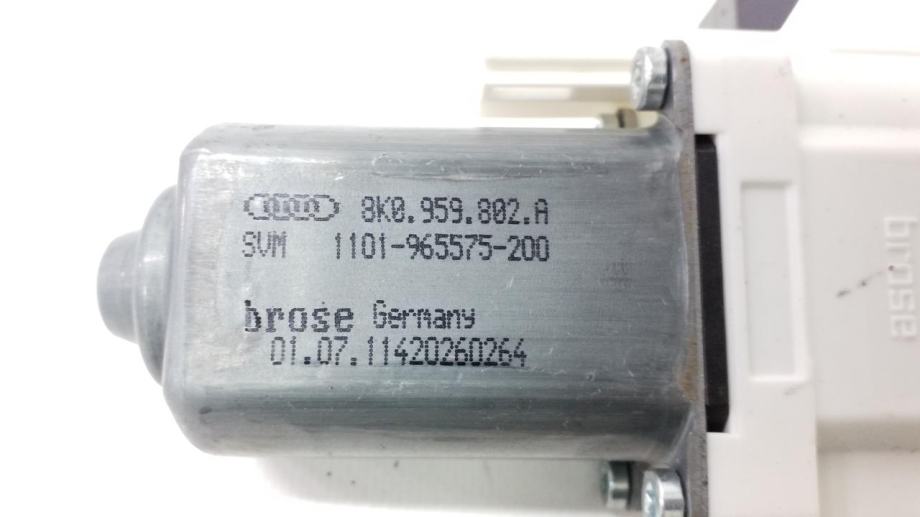 8K0.959.802.A
SVM 1101-965575-200
brose Germany
01.07.11420260264
brose